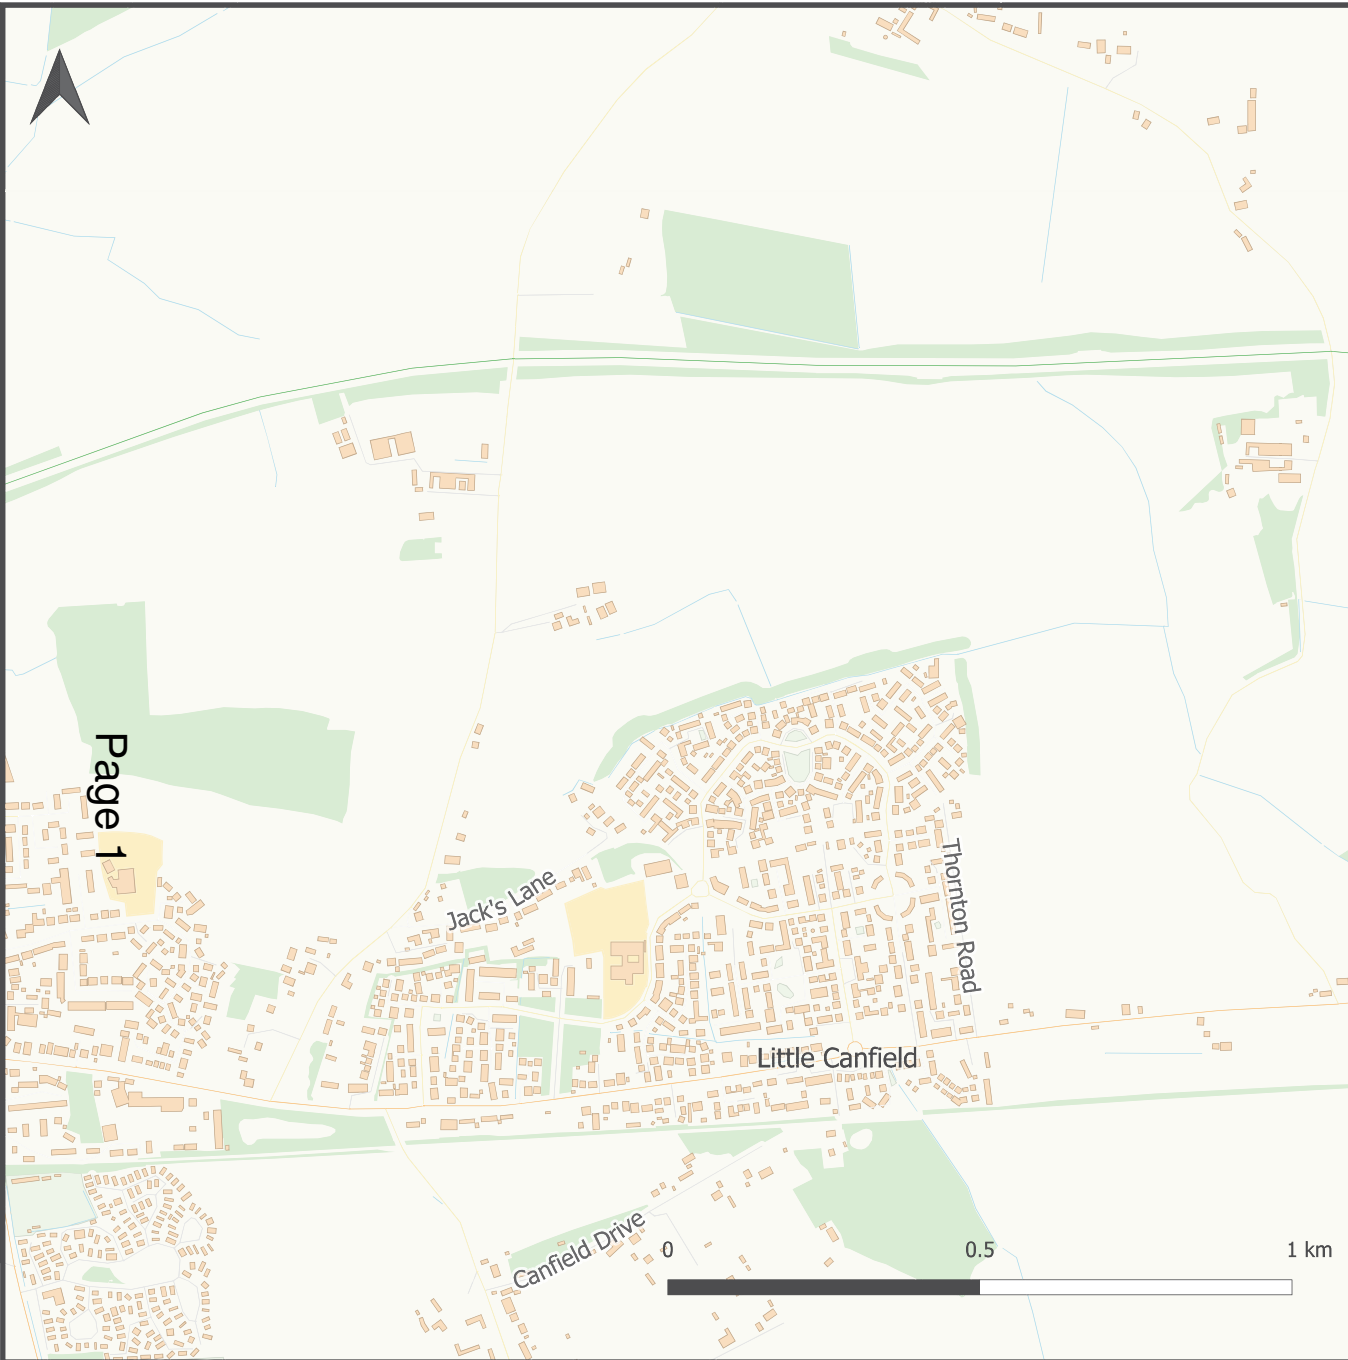 Page 1
Jack's Lane
Thornton Road
Little Canfield
Canfield Drive
0 0.5 1 km